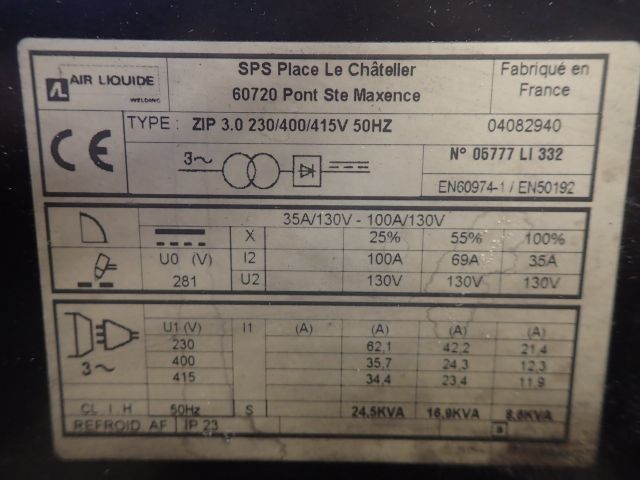 AIR LIQUIDE
WELDING
SPS Place Le Châtelier
60720 Pont Ste Maxence
Fabriqué en
France
CE
TYPE : ZIP 3.0 230/400/415V 50HZ 04082940
3~
N° 05777 LI 332
EN60974-1 / EN50192
35A/130V - 100A/130V
X 25% 55% 100%
U0 (V) I2 100A 69A 35A
281 U2 130V 130V 130V
U1 (V) I1 (A) (A) (A) (A)
230 62,1 42,2 21,4
400 35,7 24,3 12,3
415 34,4 23,4 11,9
3~
CL. I. H 50Hz S 24,5KVA 16,9KVA 8,6KVA
REFROID. AF IP 23